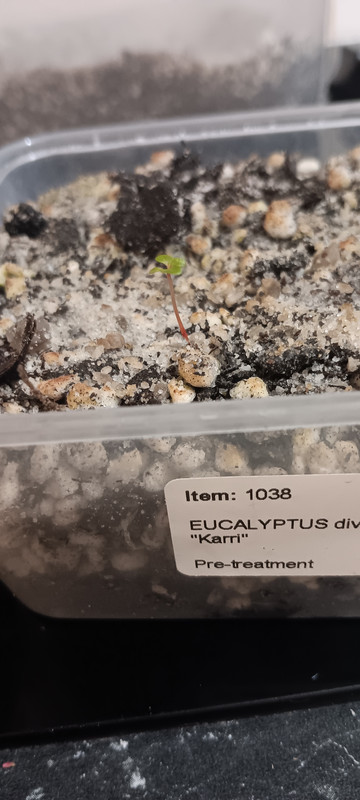 Item: 1038
EUCALYPTUS div
"Karri"
Pre-treatment